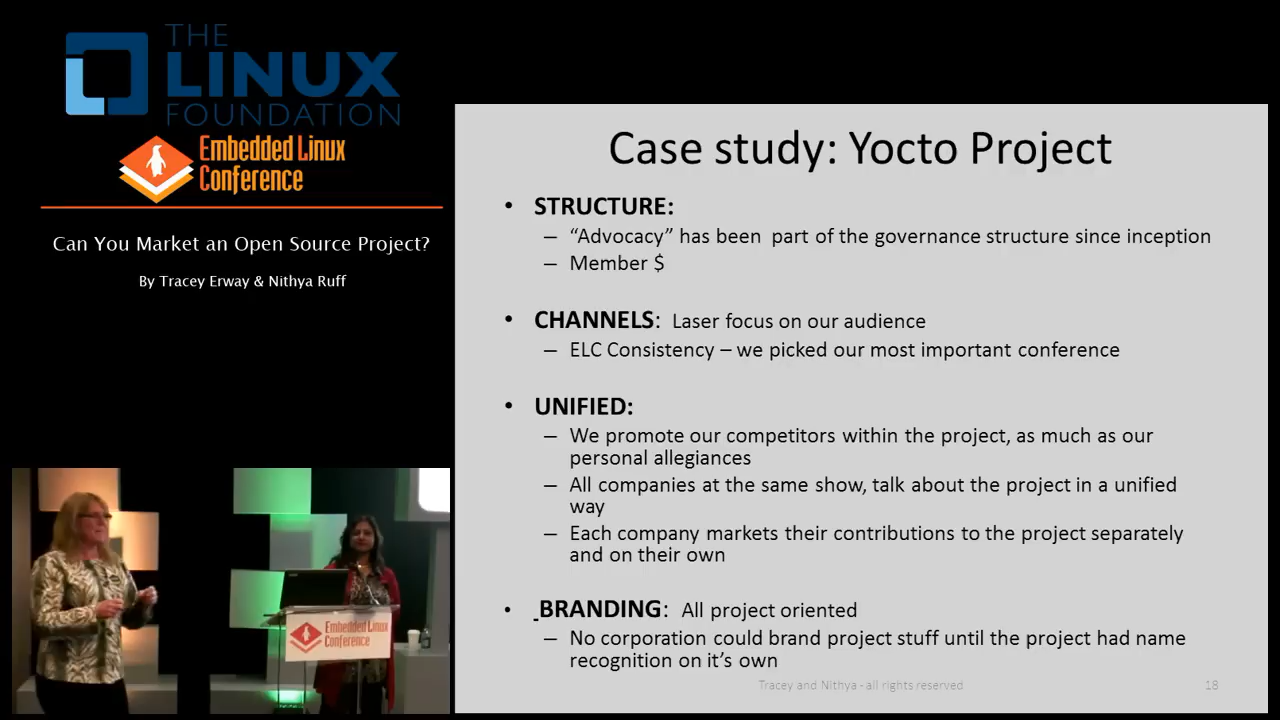 THE
LINUX
FOUNDATION
Embedded Linux
Conference
Can You Market an Open Source Project?
By Tracey Erway & Nithya Ruff
Case study: Yocto Project
• STRUCTURE:
– “Advocacy” has been part of the governance structure since inception
– Member $
• CHANNELS: Laser focus on our audience
– ELC Consistency – we picked our most important conference
• UNIFIED:
– We promote our competitors within the project, as much as our
personal allegiances
– All companies at the same show, talk about the project in a unified
way
– Each company markets their contributions to the project separately
and on their own
• BRANDING: All project oriented
– No corporation could brand project stuff until the project had name
recognition on it’s own
Tracey and Nithya - all rights reserved
18
Embedded Linux
Conference